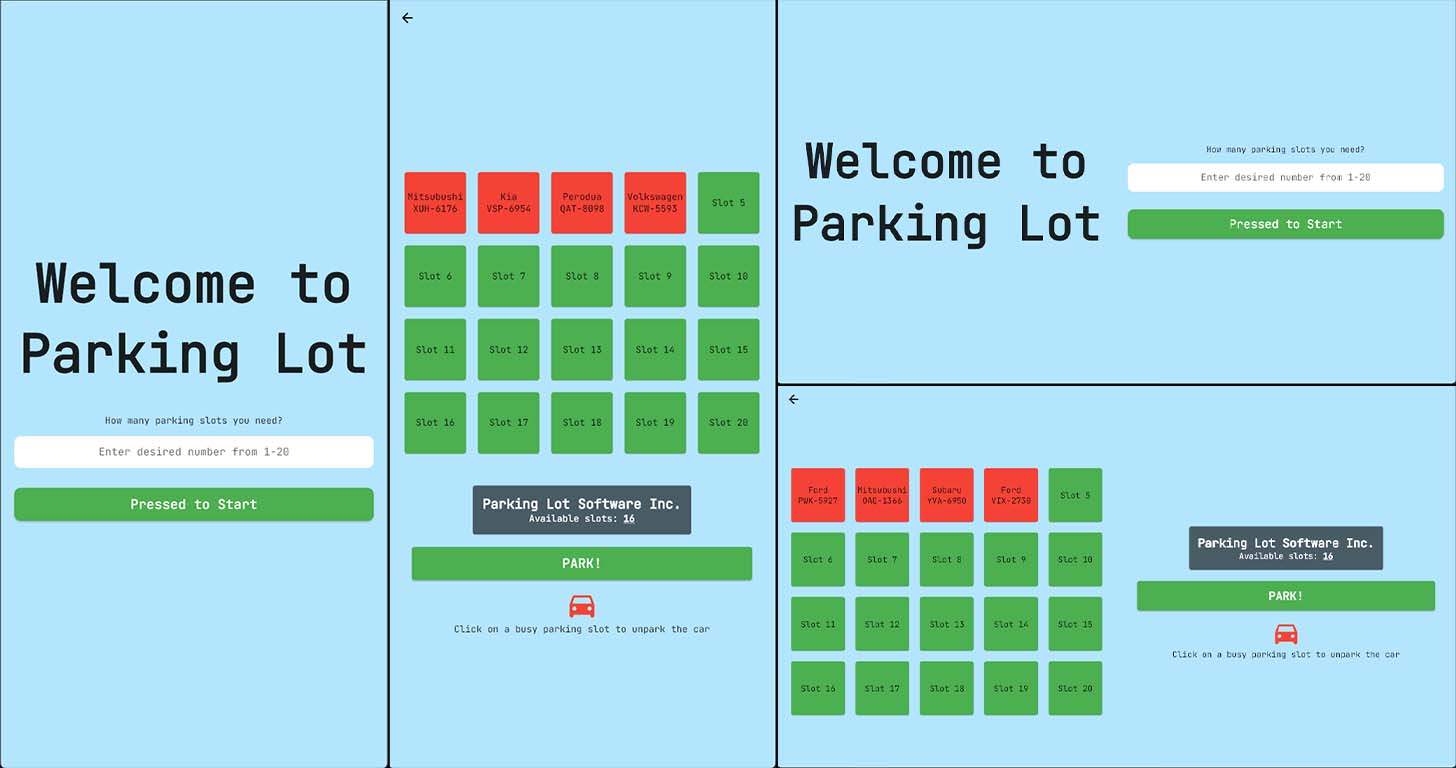 Welcome to
Parking Lot
How many parking slots you need?
Enter desired number from 1-20
Pressed to Start
Mitsubushi
XUH-6176
Kia
VSP-6954
Perodua
QAT-8098
Volkswagen
KCW-5593
Slot 5
Slot 6
Slot 7
Slot 8
Slot 9
Slot 10
Slot 11
Slot 12
Slot 13
Slot 14
Slot 15
Slot 16
Slot 17
Slot 18
Slot 19
Slot 20
Parking Lot Software Inc.
Available slots: 16
PARK!
Click on a busy parking slot to unpark the car
Welcome to
Parking Lot
How many parking slots you need?
Enter desired number from 1-20
Pressed to Start
Ford
PWK-5927
Mitsubushi
OAQ-1366
Subaru
YVA-6950
Ford
VIX-2730
Slot 5
Slot 6
Slot 7
Slot 8
Slot 9
Slot 10
Slot 11
Slot 12
Slot 13
Slot 14
Slot 15
Slot 16
Slot 17
Slot 18
Slot 19
Slot 20
Parking Lot Software Inc.
Available slots: 16
PARK!
Click on a busy parking slot to unpark the car